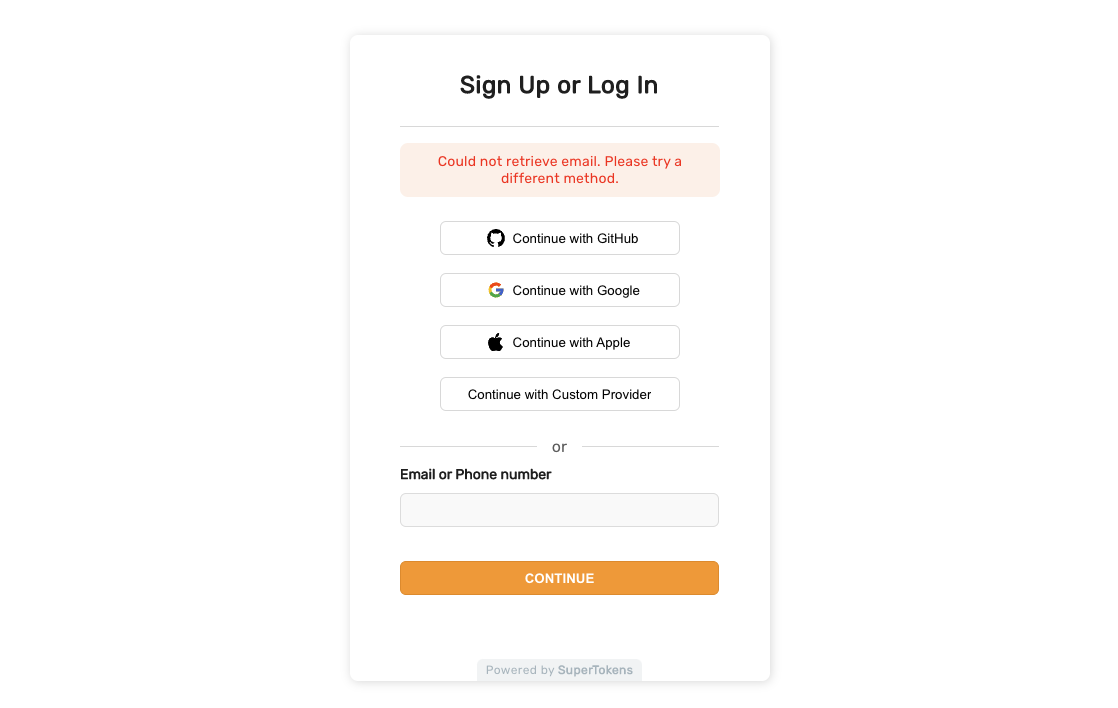 Sign Up or Log In
Could not retrieve email. Please try a
different method.
Continue with GitHub
Continue with Google
Continue with Apple
Continue with Custom Provider
or
Email or Phone number
CONTINUE
Powered by SuperTokens